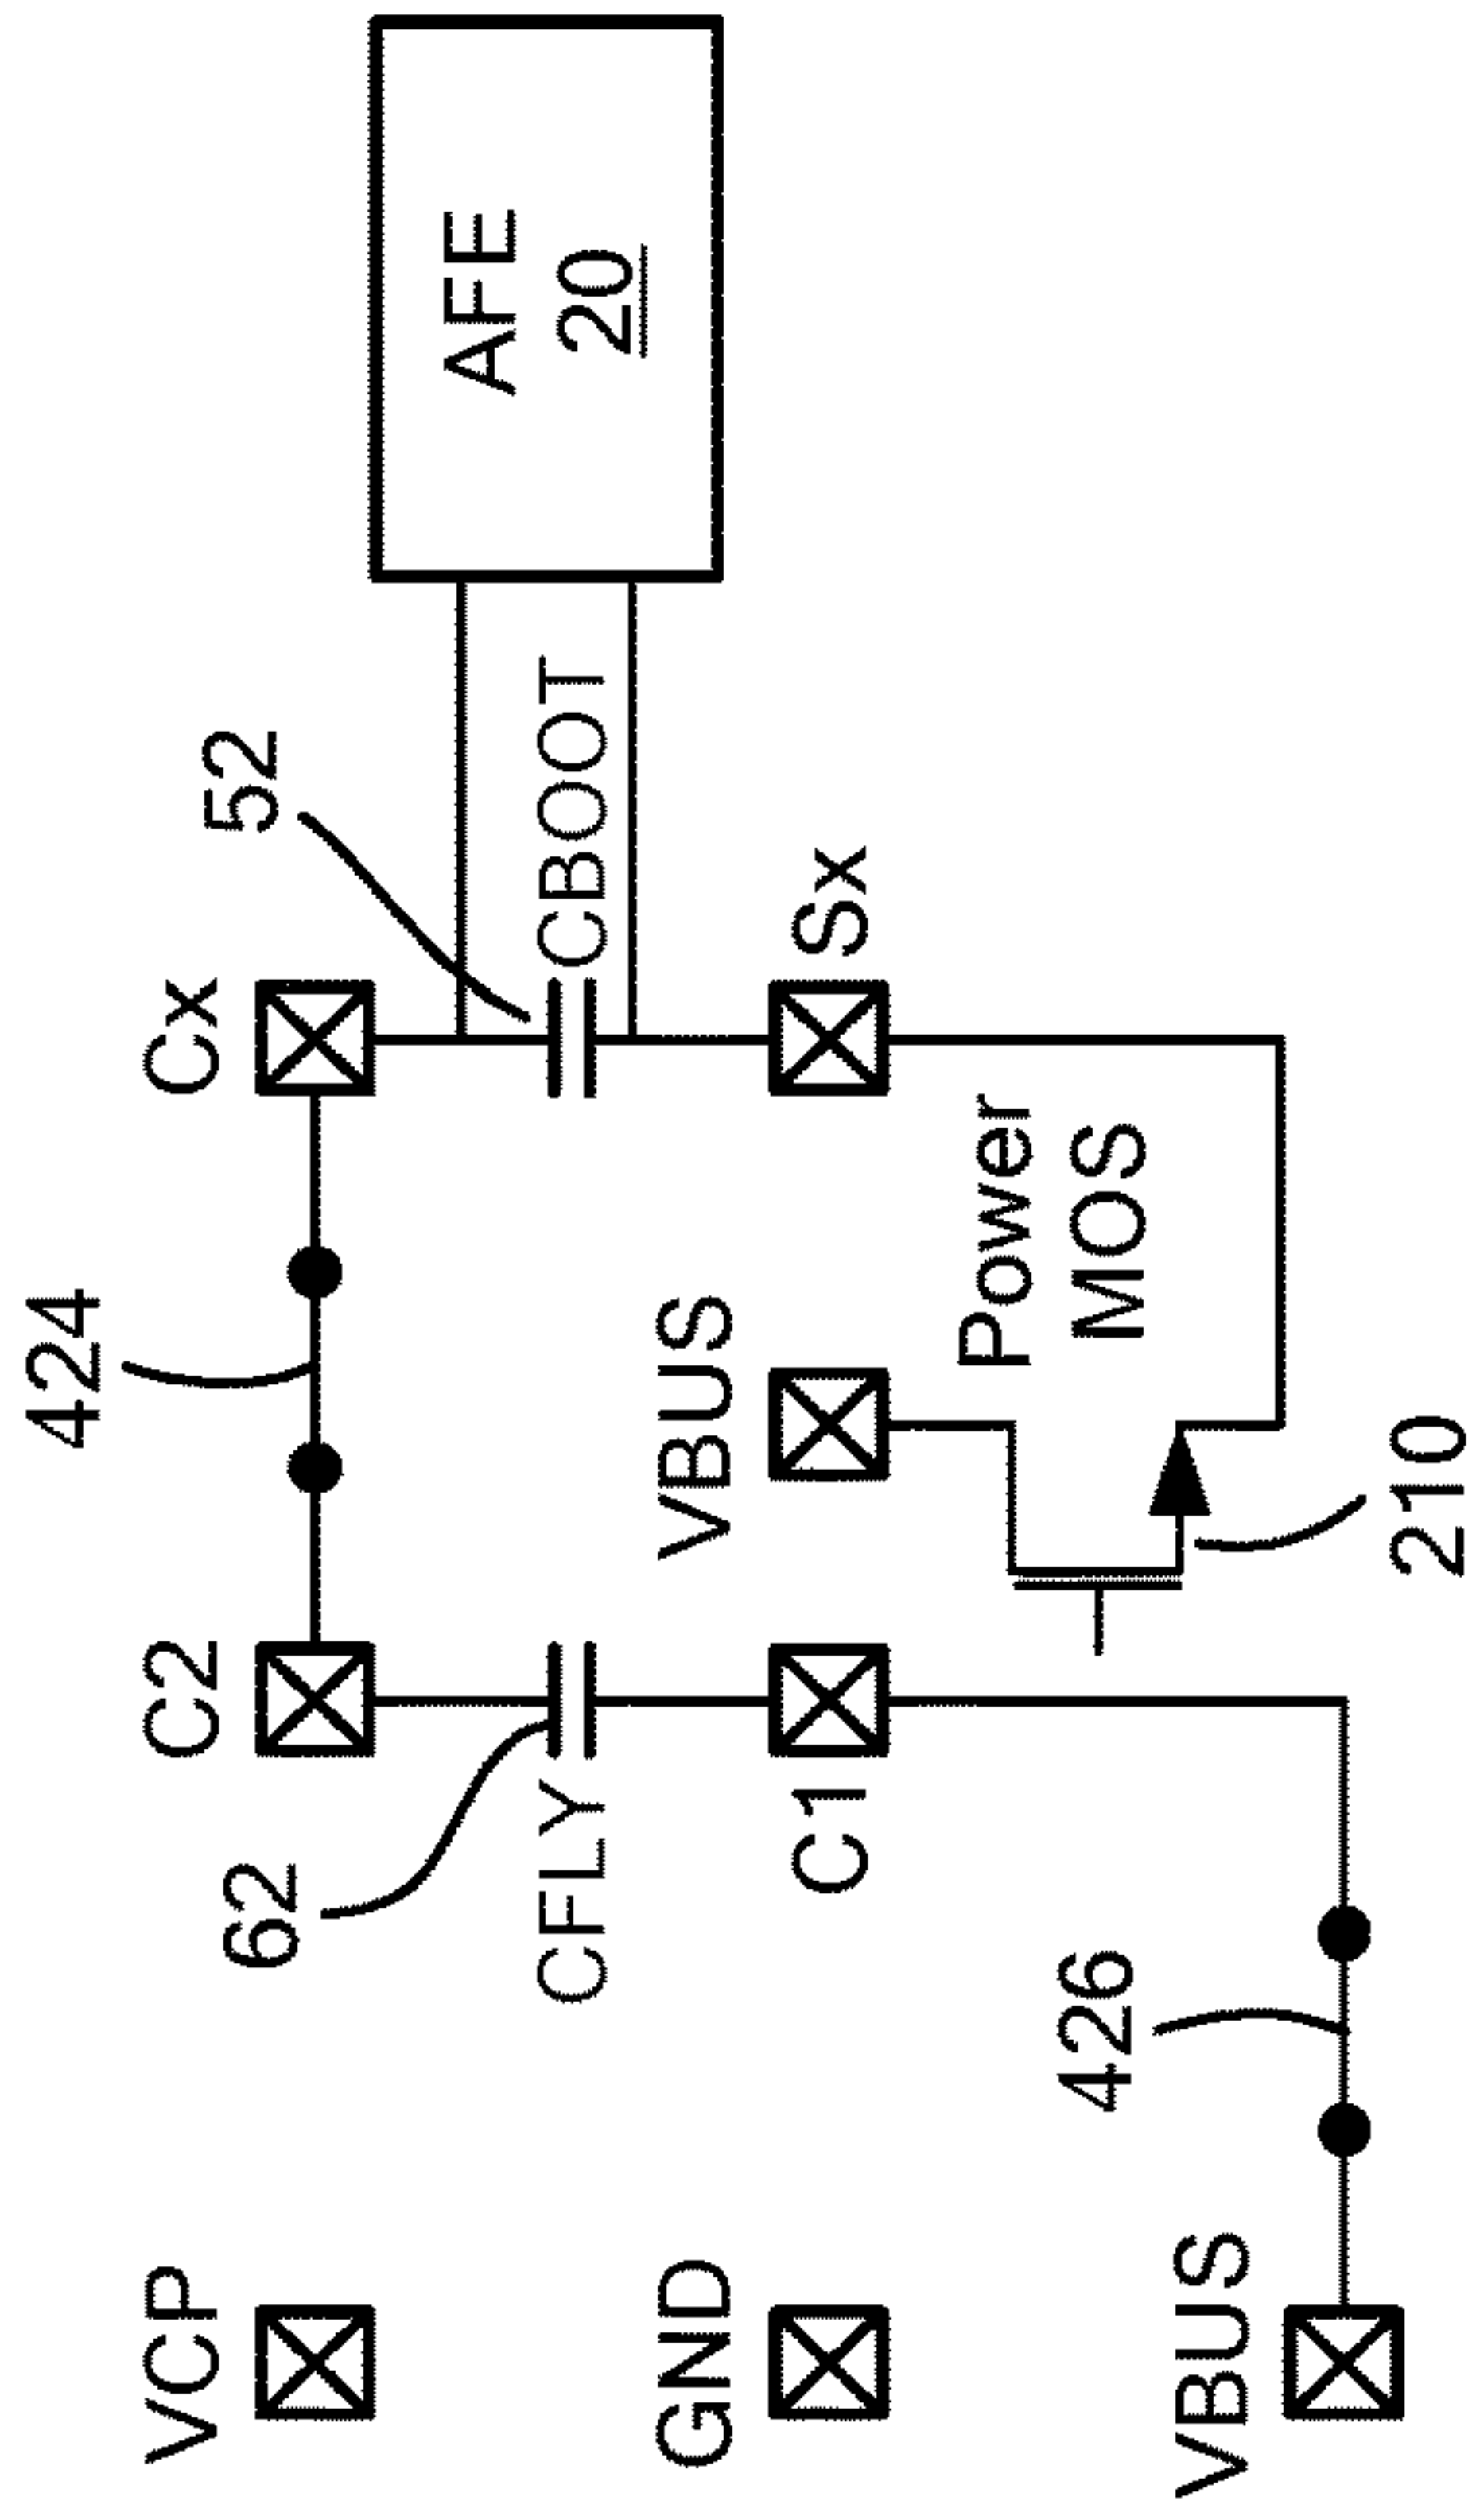 424
VCP
C2
Cx
62
52
AFE
20
CFLY
CBOOT
GND
VBUS
C1
Sx
Power
MOS
426
VBUS
210